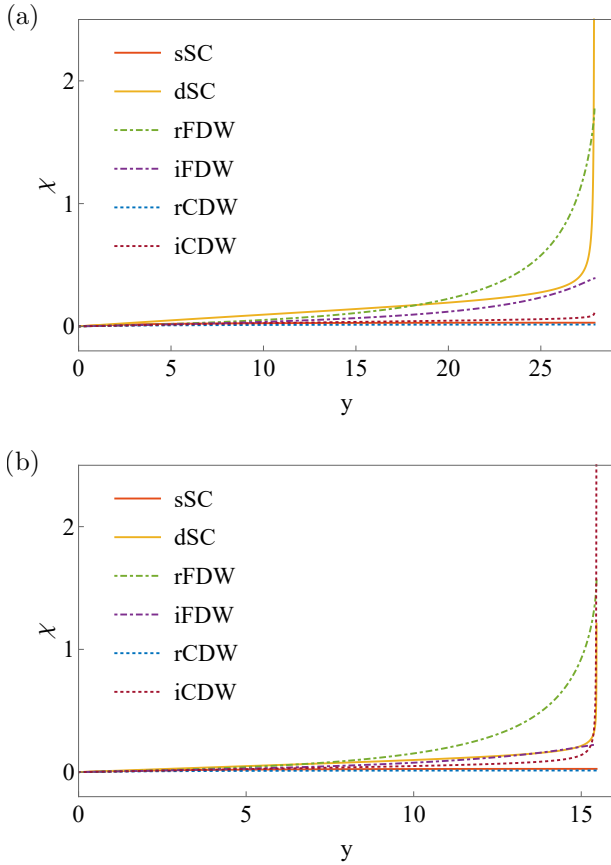 (a)
2
1
0
χ
sSC
dSC
rFDW
iFDW
rCDW
iCDW
0 5 10 15 20 25
y
(b)
2
1
0
χ
sSC
dSC
rFDW
iFDW
rCDW
iCDW
0 5 10 15
y